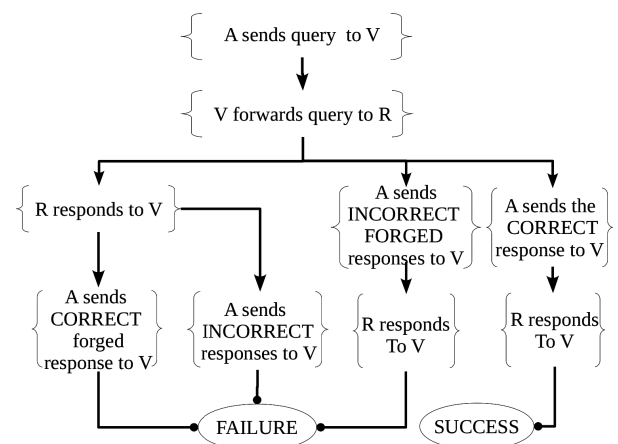 A sends query to V
V forwards query to R
R responds to V
A sends
INCORRECT
FORGED
responses to V
A sends the
CORRECT
response to V
A sends
CORRECT
forged
response to V
A sends
INCORRECT
responses to V
R responds
To V
R responds
To V
FAILURE
SUCCESS